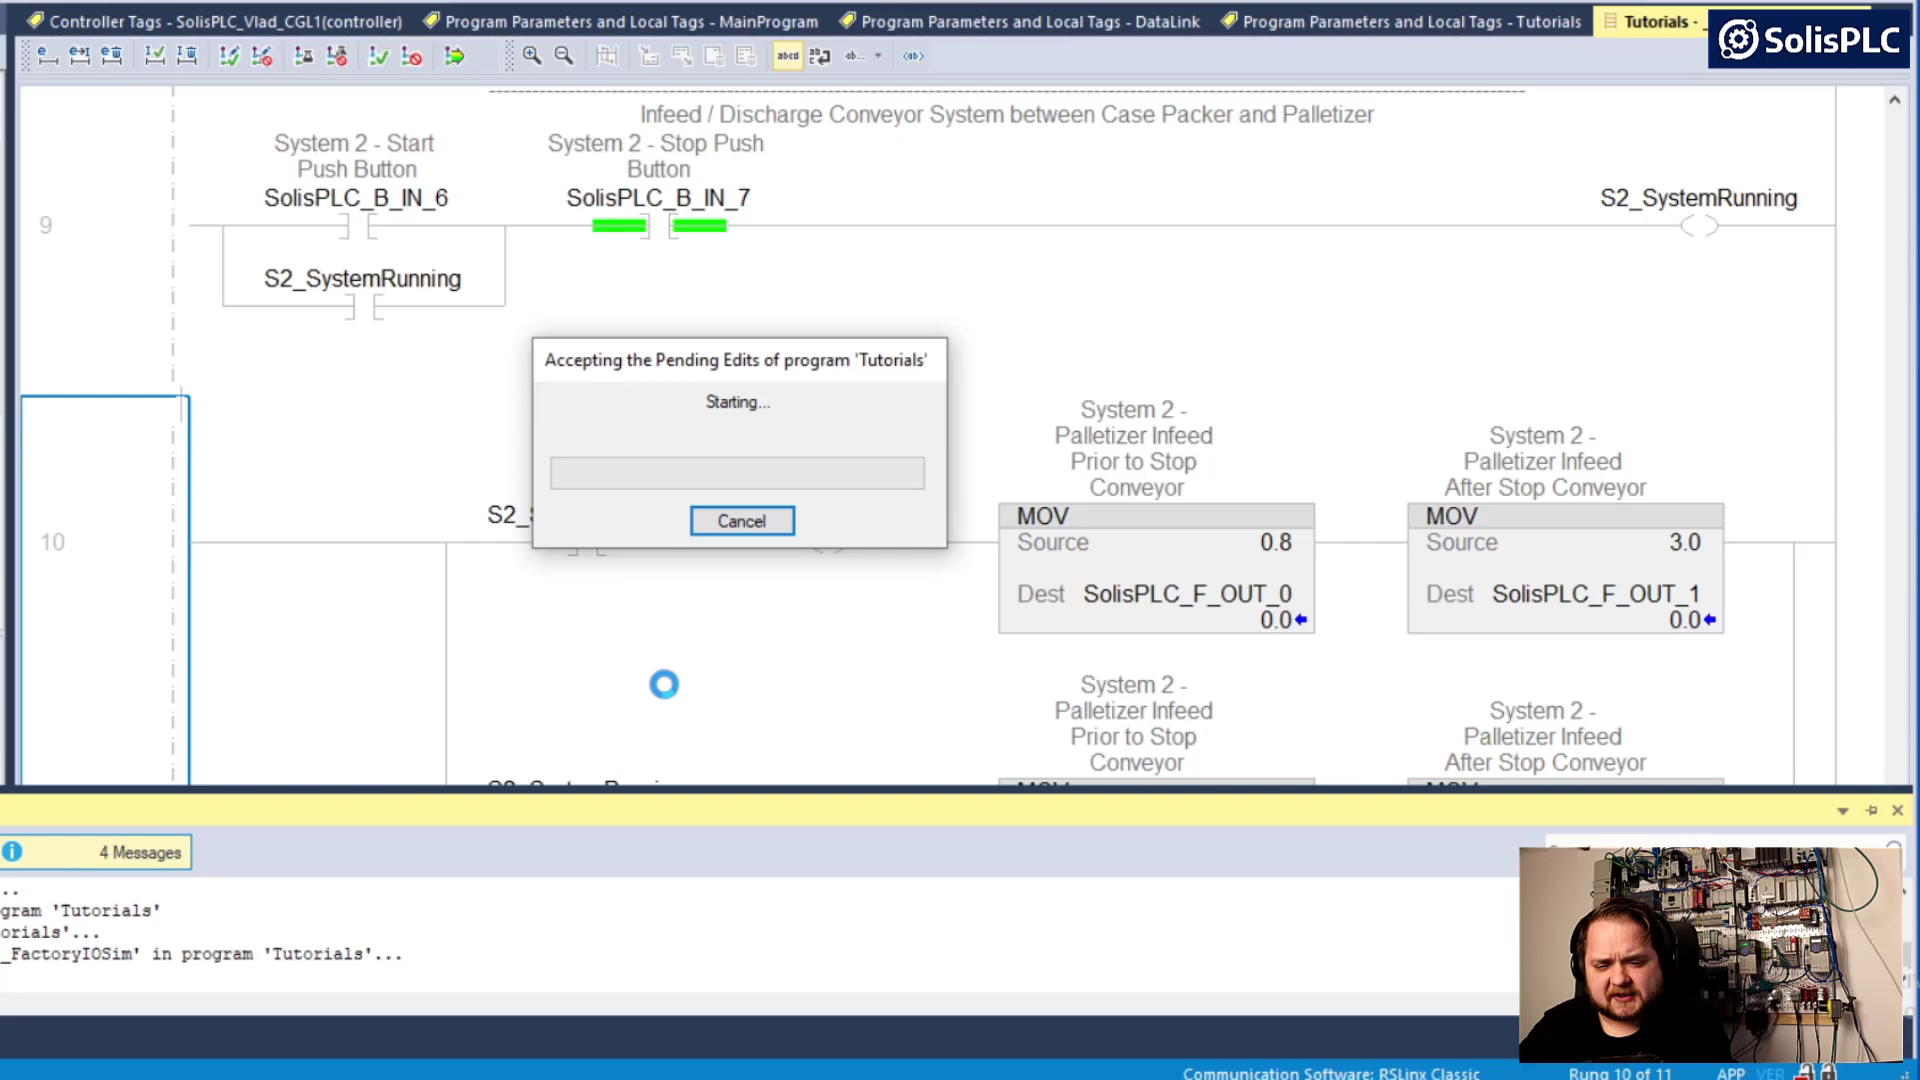 Controller Tags - SolisPLC_Vlad_CGL1(controller)
Program Parameters and Local Tags - MainProgram
Program Parameters and Local Tags - DataLink
Program Parameters and Local Tags - Tutorials
Tutorials -
SolisPLC
abcd
ab...
<ab>
Infeed / Discharge Conveyor System between Case Packer and Palletizer
System 2 - Start
Push Button
SolisPLC_B_IN_6
System 2 - Stop Push
Button
SolisPLC_B_IN_7
S2_SystemRunning
9
S2_SystemRunning
Accepting the Pending Edits of program 'Tutorials'
Starting...
Cancel
10
S2_
System 2 -
Palletizer Infeed
Prior to Stop
Conveyor
MOV
Source 0.8
Dest SolisPLC_F_OUT_0
0.0
System 2 -
Palletizer Infeed
After Stop Conveyor
MOV
Source 3.0
Dest SolisPLC_F_OUT_1
0.0
System 2 -
Palletizer Infeed
Prior to Stop
Conveyor
System 2 -
Palletizer Infeed
After Stop Conveyor
4 Messages
..
gram 'Tutorials'
orials'...
_FactoryIOSim' in program 'Tutorials'...
Communication Software: RSLinx Classic
Rung 10 of 11
APP
VER